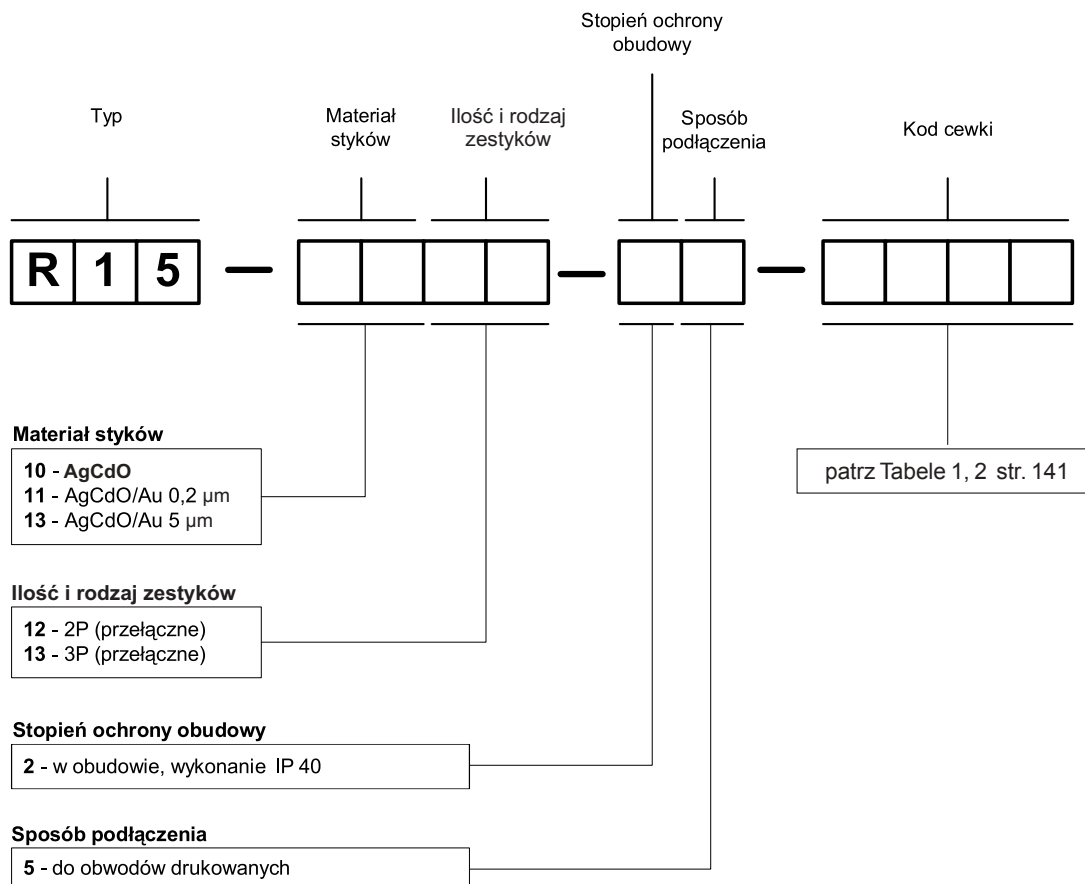 Stopień ochrony
obudowy
Typ
Materiał
styków
Ilość i rodzaj
zestyków
Sposób
podłączenia
Kod cewki
R 1 5 — — —
Materiał styków
10 - AgCdO
11 - AgCdO/Au 0,2 µm
13 - AgCdO/Au 5 µm
patrz Tabele 1, 2 str. 141
Ilość i rodzaj zestyków
12 - 2P (przełączne)
13 - 3P (przełączne)
Stopień ochrony obudowy
2 - w obudowie, wykonanie IP 40
Sposób podłączenia
5 - do obwodów drukowanych